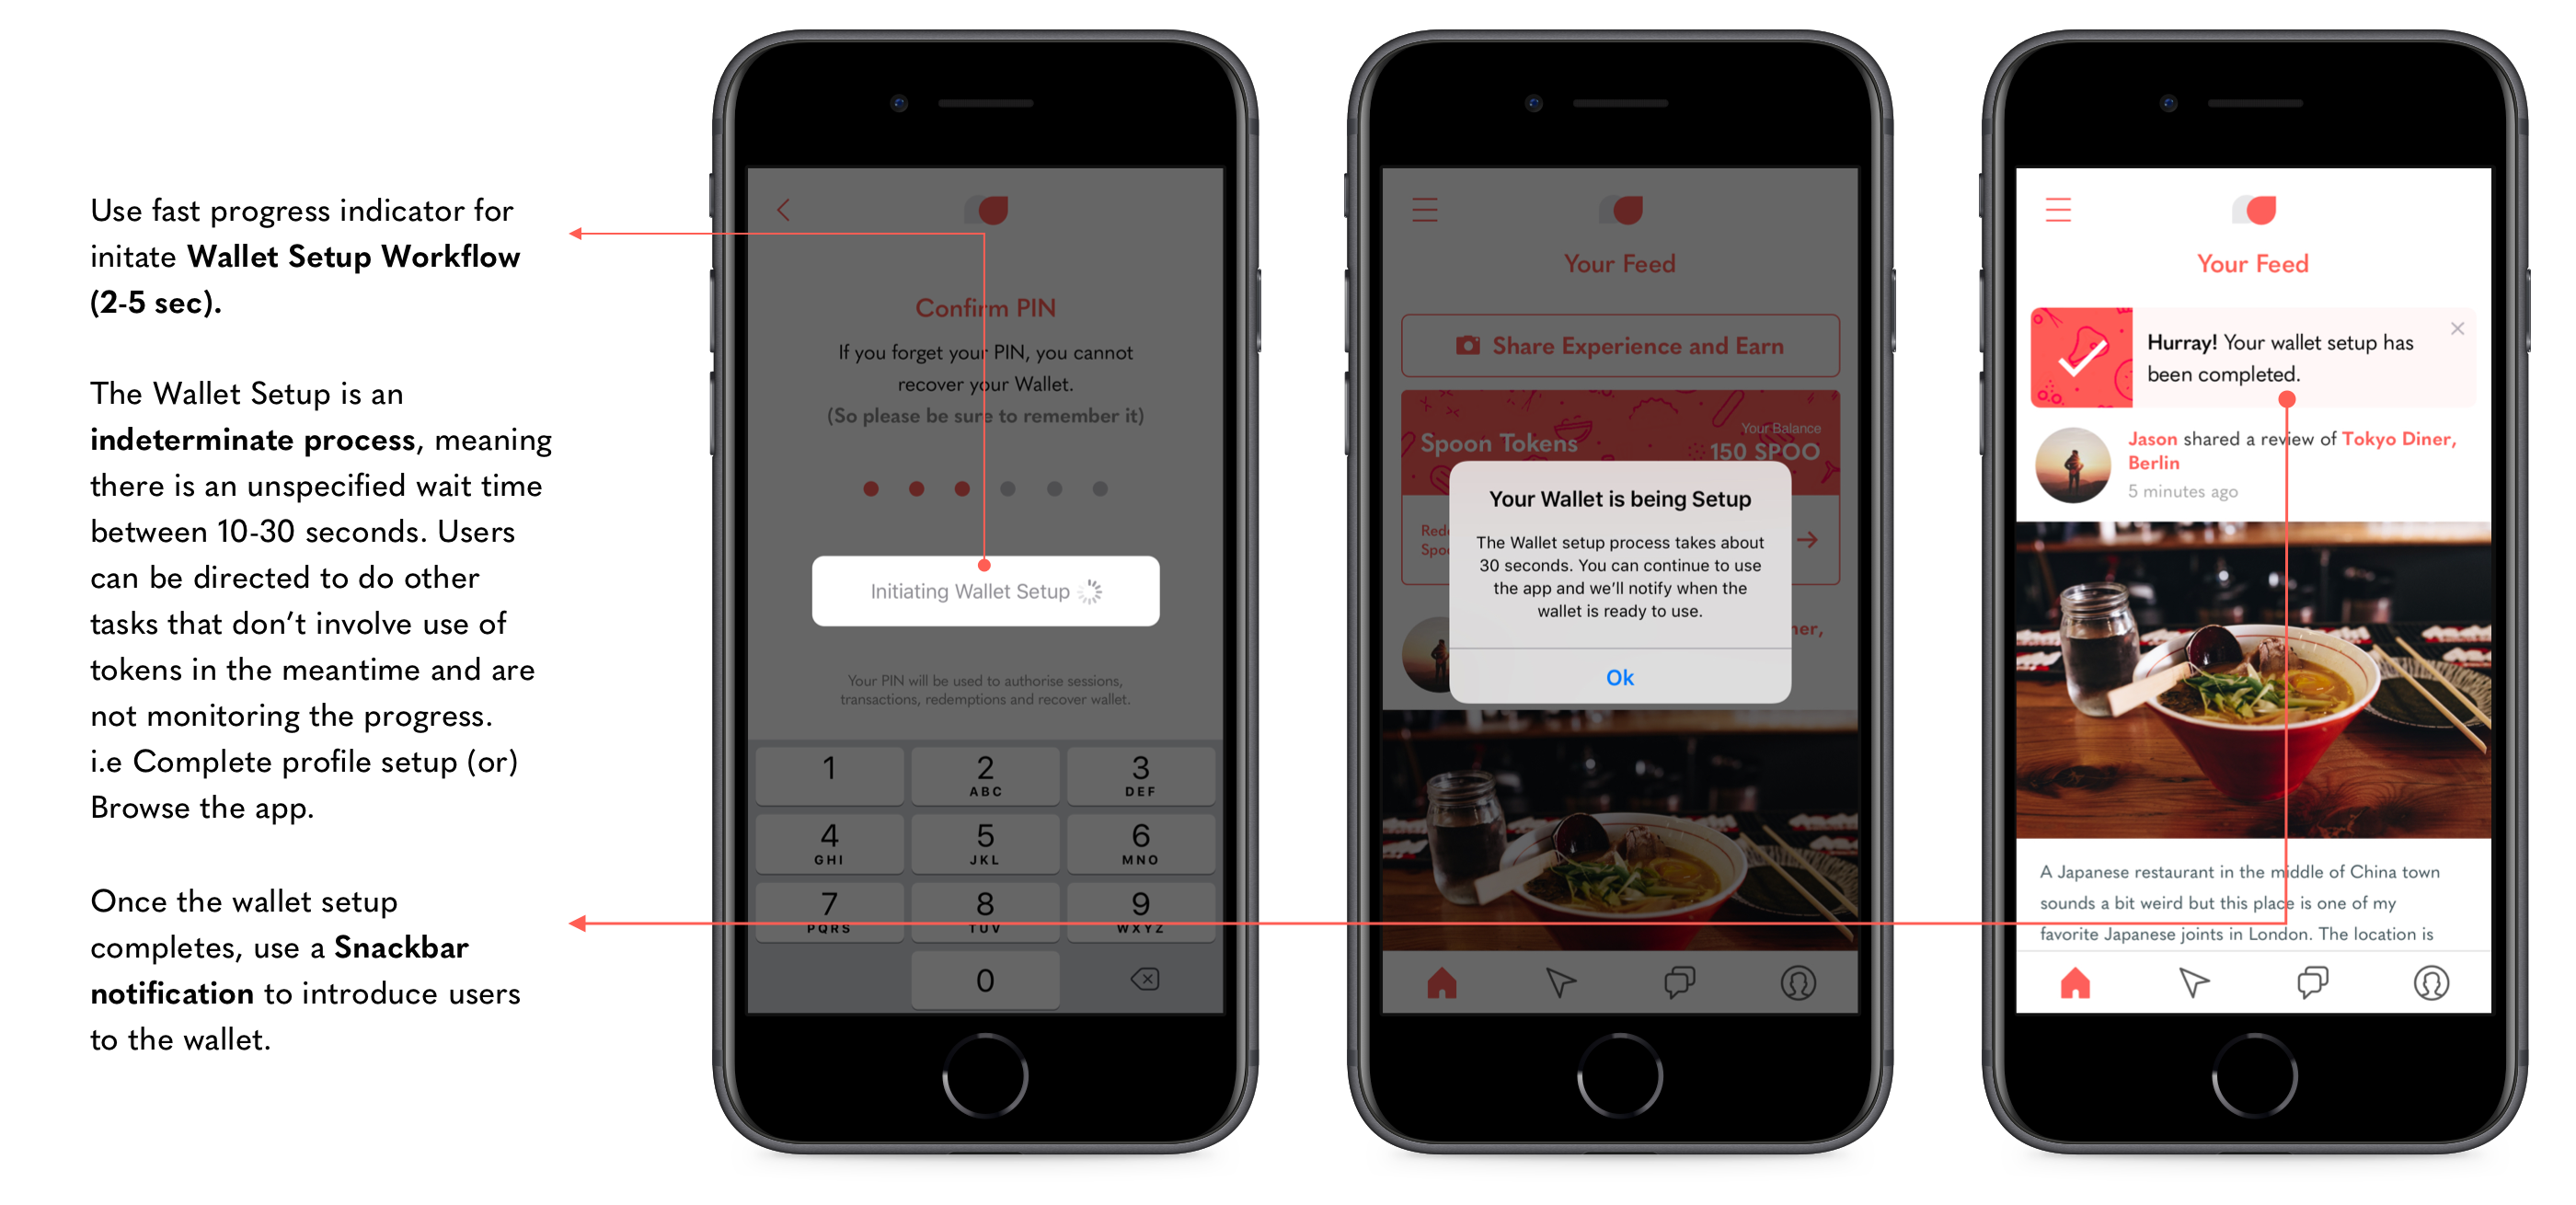 Use fast progress indicator for
initate Wallet Setup Workflow
(2-5 sec).
The Wallet Setup is an
indeterminate process, meaning
there is an unspecified wait time
between 10-30 seconds. Users
can be directed to do other
tasks that don't involve use of
tokens in the meantime and are
not monitoring the progress.
i.e Complete profile setup (or)
Browse the app.
Once the wallet setup
completes, use a Snackbar
notification to introduce users
to the wallet.
Confirm PIN
If you forget your PIN, you cannot
recover your Wallet.
(So please be sure to remember it)
Initiating Wallet Setup
Your PIN will be used to authorise sessions,
transactions, redemptions and recover wallet.
1 2 3
ABC DEF
4 5 6
GHI JKL MNO
7 8 9
PQRS TUV WXYZ
0
Your Feed
Share Experience and Earn
Your Balance
Spoon Tokens 150 SPOO
Your Wallet is being Setup
The Wallet setup process takes about
30 seconds. You can continue to use
the app and we'll notify when the
wallet is ready to use.
Ok
Your Feed
Hurray! Your wallet setup has
been completed.
Jason shared a review of Tokyo Diner,
Berlin
5 minutes ago
A Japanese restaurant in the middle of China town
sounds a bit weird but this place is one of my
favorite Japanese joints in London. The location is